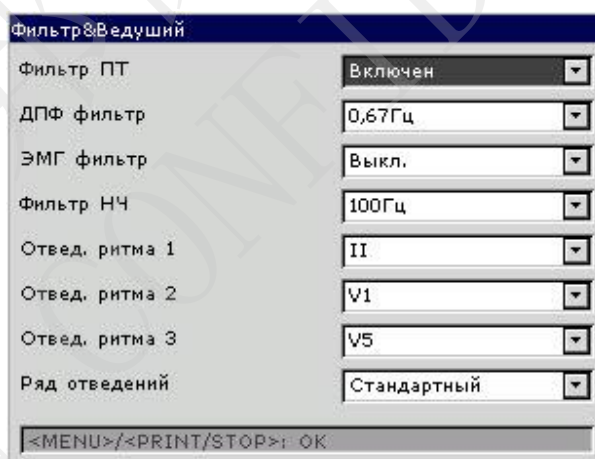 Фильтр&Ведуший
Фильтр ПТ Включен
ДПФ фильтр 0,67Гц
ЭМГ фильтр Выкл.
Фильтр НЧ 100Гц
Отвед. ритма 1 II
Отвед. ритма 2 V1
Отвед. ритма 3 V5
Ряд отведений Стандартный
<MENU>/<PRINT/STOP>: OK